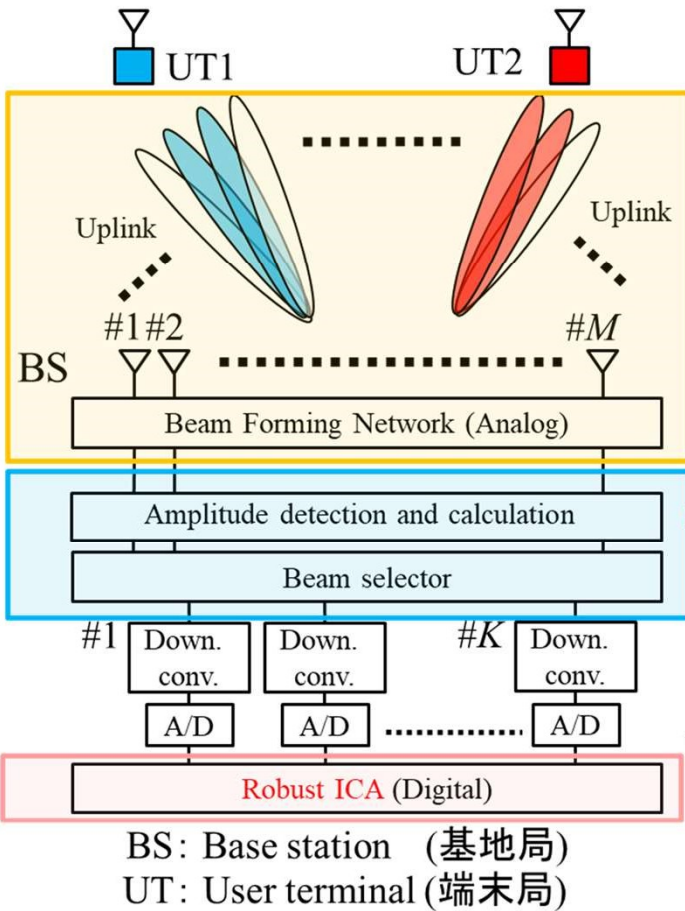 UT1 UT2
Uplink Uplink
#1 #2 #M
BS
Beam Forming Network (Analog)
Amplitude detection and calculation
Beam selector
#1 Down. conv. Down. conv. #K Down. conv.
A/D A/D A/D
Robust ICA (Digital)
BS: Base station (基地局)
UT: User terminal (端末局)